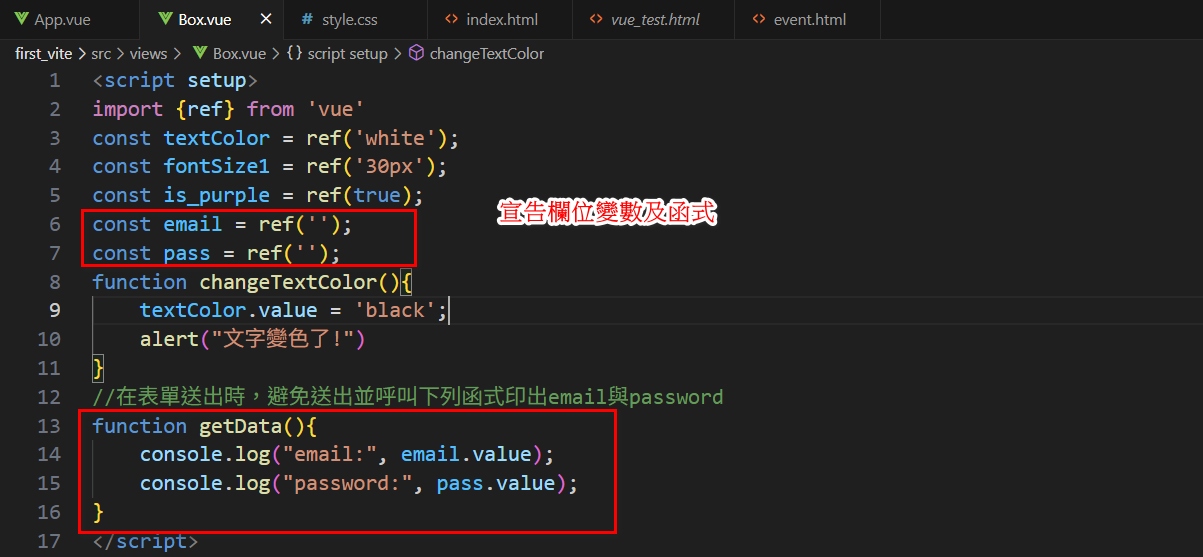 App.vue Box.vue × # style.css <> index.html <> vue_test.html <> event.html
first_vite > src > views > Box.vue > {} script setup > changeTextColor
1 <script setup>
2 import {ref} from 'vue'
3 const textColor = ref('white');
4 const fontSize1 = ref('30px');
5 const is_purple = ref(true);
宣告欄位變數及函式
6 const email = ref('');
7 const pass = ref('');
8 function changeTextColor(){
9 textColor.value = 'black';
10 alert("文字變色了!")
11 }
12 //在表單送出時，避免送出並呼叫下列函式印出email與password
13 function getData(){
14 console.log("email:", email.value);
15 console.log("password:", pass.value);
16 }
17 </script>